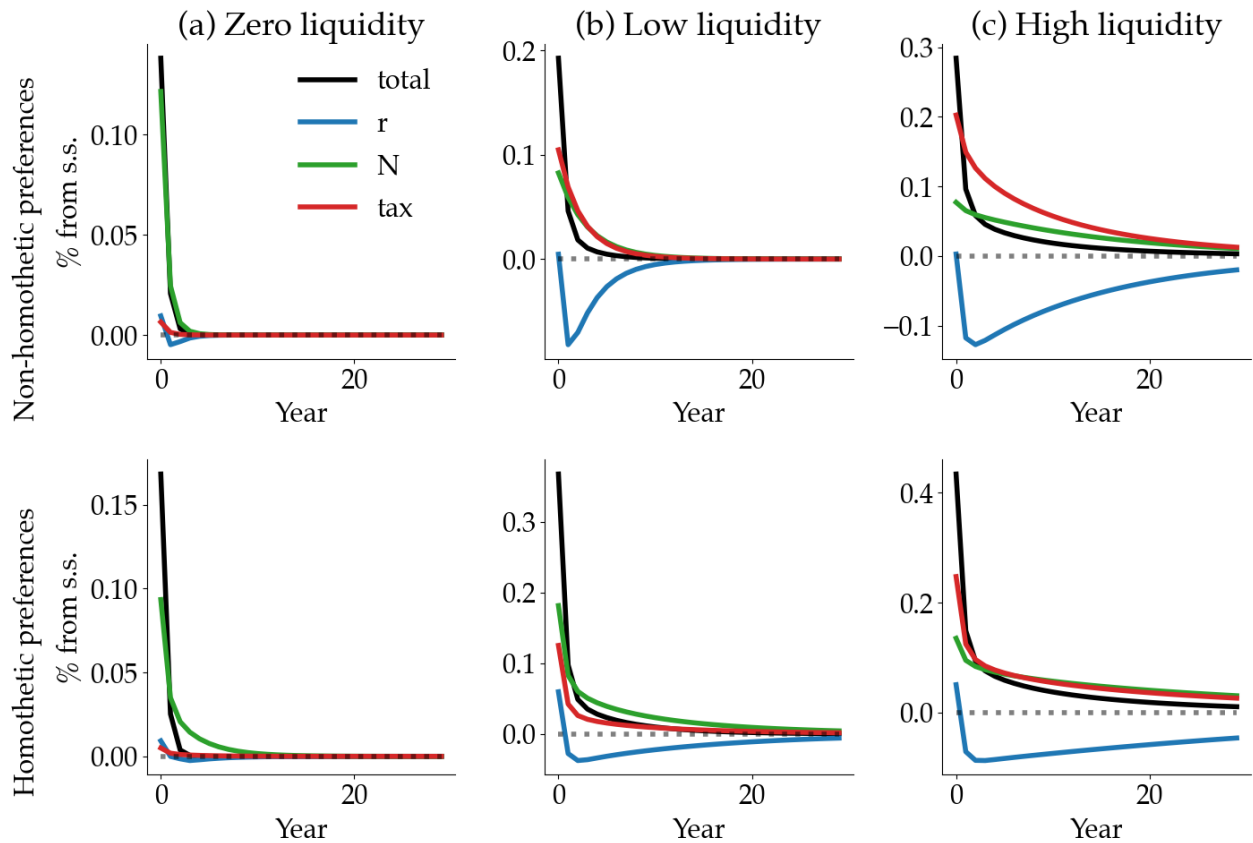 (a) Zero liquidity
(b) Low liquidity
(c) High liquidity
Non-homothetic preferences
% from s.s.
0.10
0.05
0.00
total
r
N
tax
0
20
Year
0.2
0.1
0.0
0
20
Year
0.3
0.2
0.1
0.0
−0.1
0
20
Year
Homothetic preferences
% from s.s.
0.15
0.10
0.05
0.00
0
20
Year
0.3
0.2
0.1
0.0
0
20
Year
0.4
0.2
0.0
0
20
Year